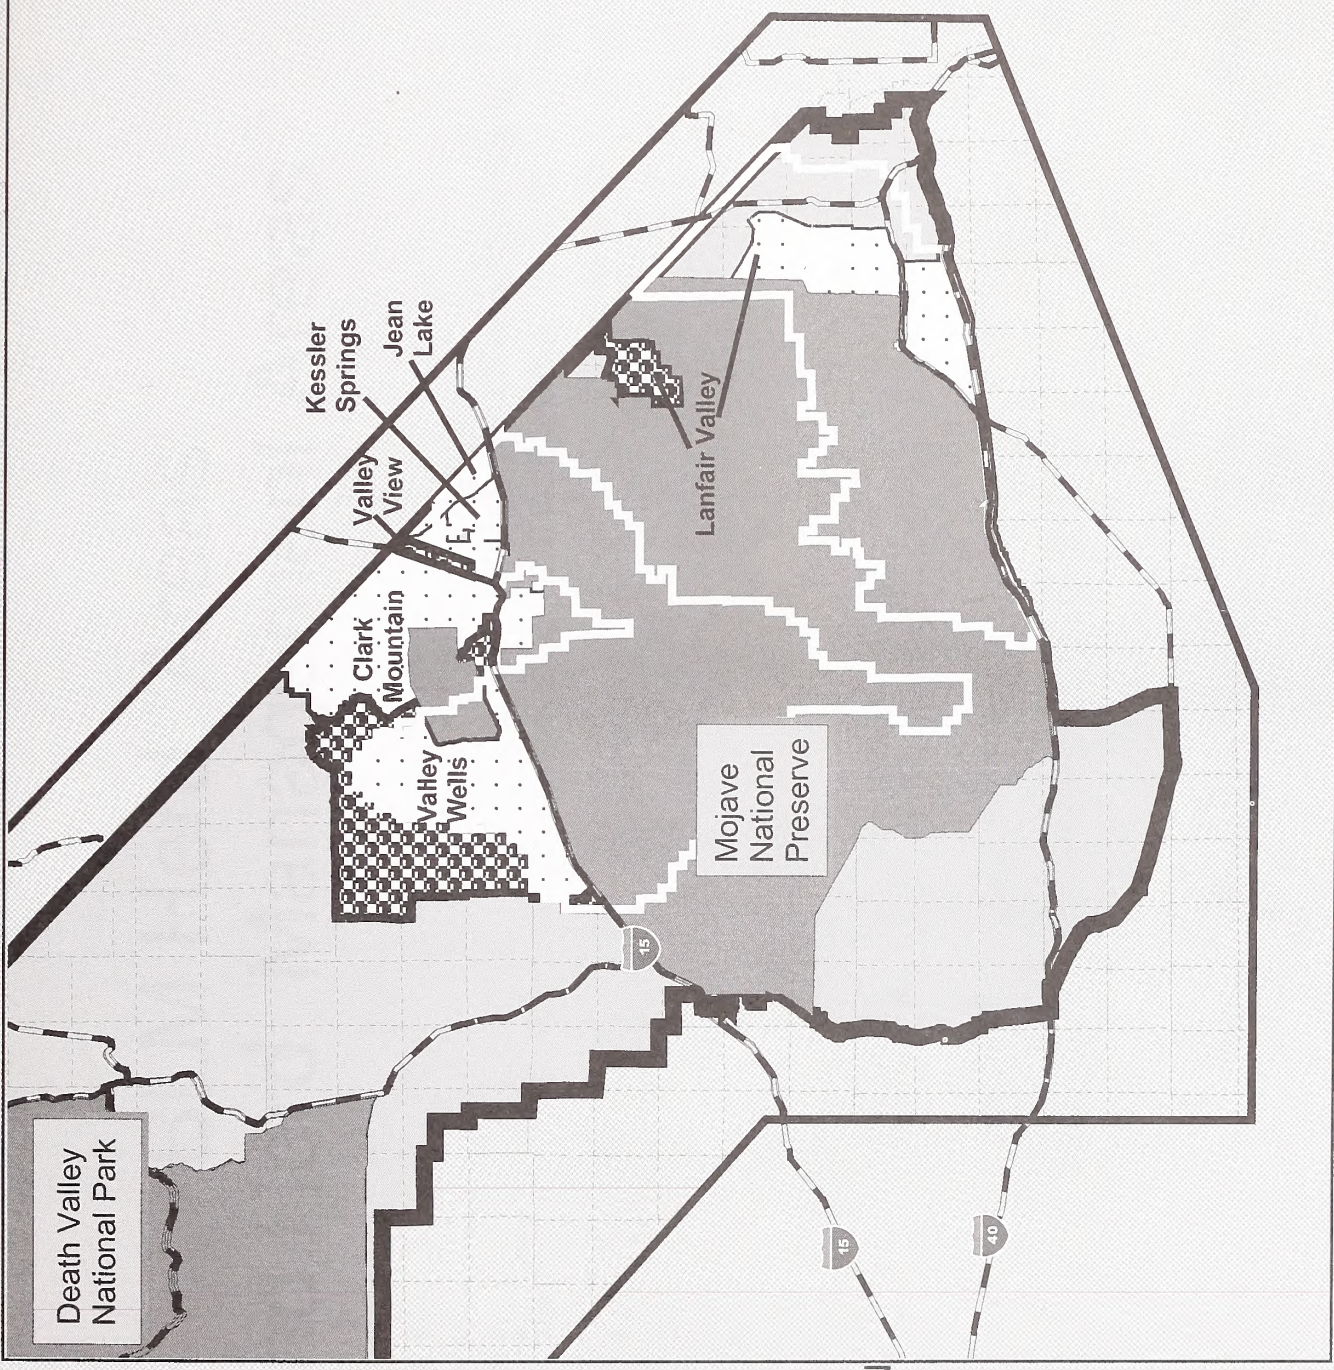 Death Valley
National Park
Kessler
Springs
Jean
Lake
Valley
View
Clark
Mountain
Valley
Wells
15
Lanfair Valley
Mojave
National
Preserve
15
40